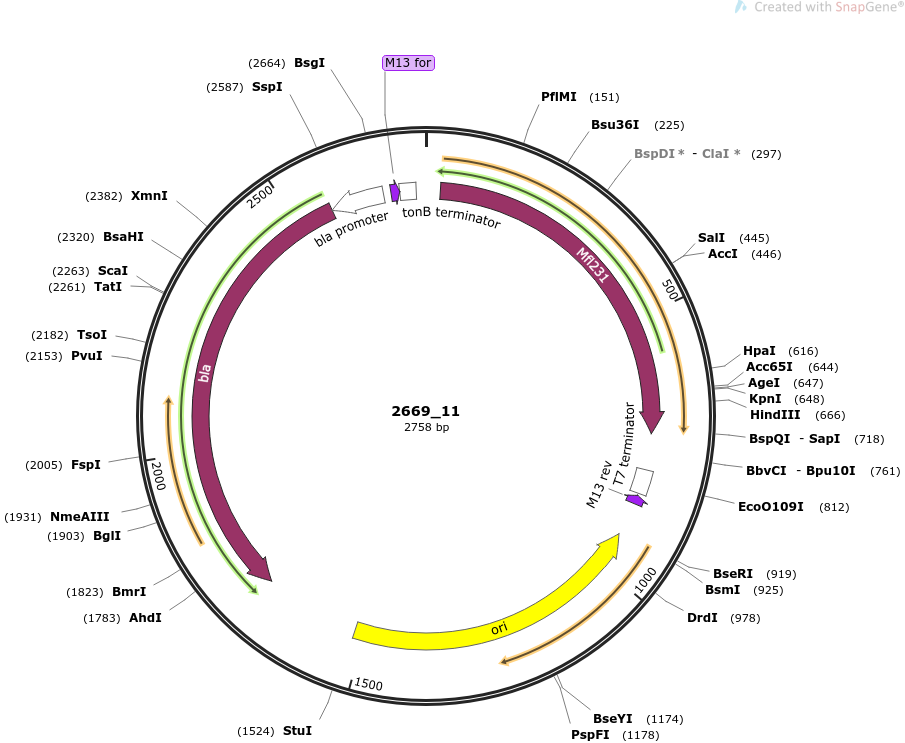 Created with SnapGene®
(2664) BsgI
M13 for
(2587) SspI
PflMI (151)
Bsu36I (225)
BspDI * - ClaI * (297)
(2382) XmnI
2500
bla promoter
tonB terminator
(2320) BsaHI
SalI (445)
AccI (446)
Mfl231
(2263) ScaI
(2261) TatI
500
(2182) TsoI
(2153) PvuI
HpaI (616)
Acc65I (644)
AgeI (647)
KpnI (648)
HindIII (666)
bla
2669_11
2758 bp
T7 terminator
BspQI - SapI (718)
(2005) FspI
2000
M13 rev
BbvCI - Bpu10I (761)
EcoO109I (812)
(1931) NmeAIII
(1903) BglI
BseRI (919)
BsmI (925)
1000
(1823) BmrI
(1783) AhdI
DrdI (978)
ori
1500
(1524) StuI
BseYI (1174)
PspFI (1178)